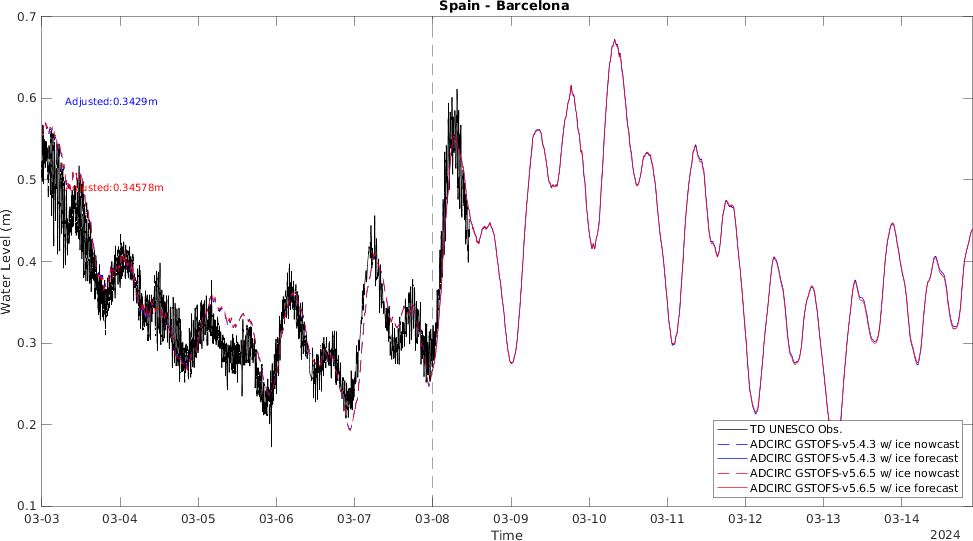 Spain - Barcelona
0.7
0.6
0.5
0.4
0.3
0.2
0.1
Water Level (m)
Adjusted:0.3429m
Adjusted:0.34578m
TD UNESCO Obs.
ADCIRC GSTOFS-v5.4.3 w/ ice nowcast
ADCIRC GSTOFS-v5.4.3 w/ ice forecast
ADCIRC GSTOFS-v5.6.5 w/ ice nowcast
ADCIRC GSTOFS-v5.6.5 w/ ice forecast
03-03 03-04 03-05 03-06 03-07 03-08 03-09 03-10 03-11 03-12 03-13 03-14
Time
2024